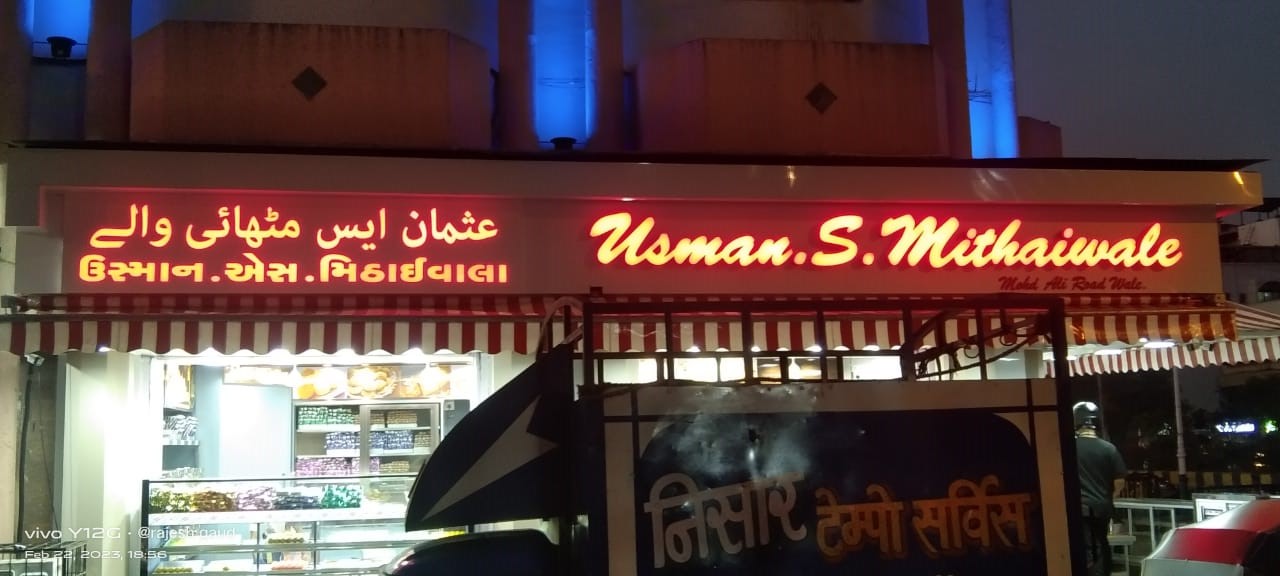 عثمان ایس مٹھائی والے
ઉસ્માન.એસ.મિઠાઈવાલા
Usman.S.Mithaiwale
Mohd Ali Road Wale.
निसार टेम्पो सर्विस
vivo Y12G · @rajesh.gaud
Feb 22, 2023, 18:56